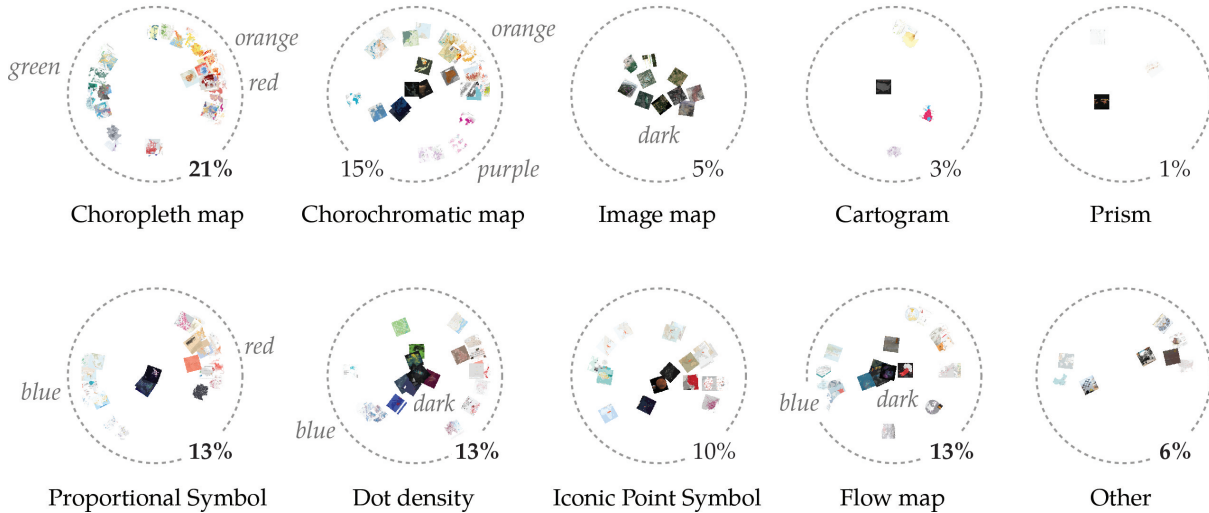 orange
green
red
21%
Choropleth map
orange
15%
purple
Chorochromatic map
dark
5%
Image map
3%
Cartogram
1%
Prism
red
blue
13%
Proportional Symbol
dark
blue
13%
Dot density
10%
Iconic Point Symbol
blue
dark
13%
Flow map
6%
Other